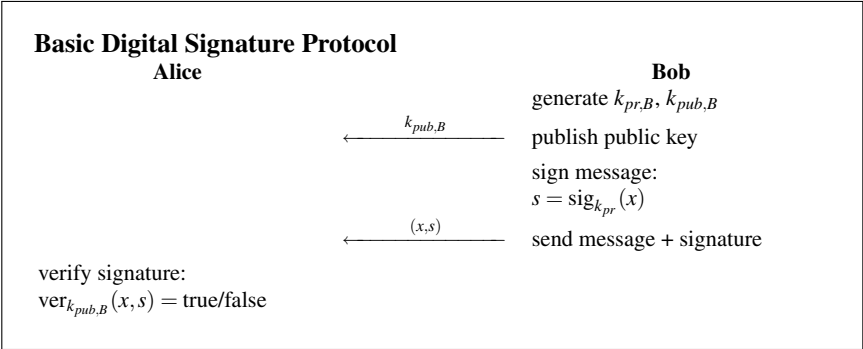 Basic Digital Signature Protocol
Alice Bob
generate k_{pr,B}, k_{pub,B}
k_{pub,B}
publish public key
sign message:
s = sig_{k_{pr}}(x)
(x,s)
send message + signature
verify signature:
ver_{k_{pub,B}}(x,s) = true/false